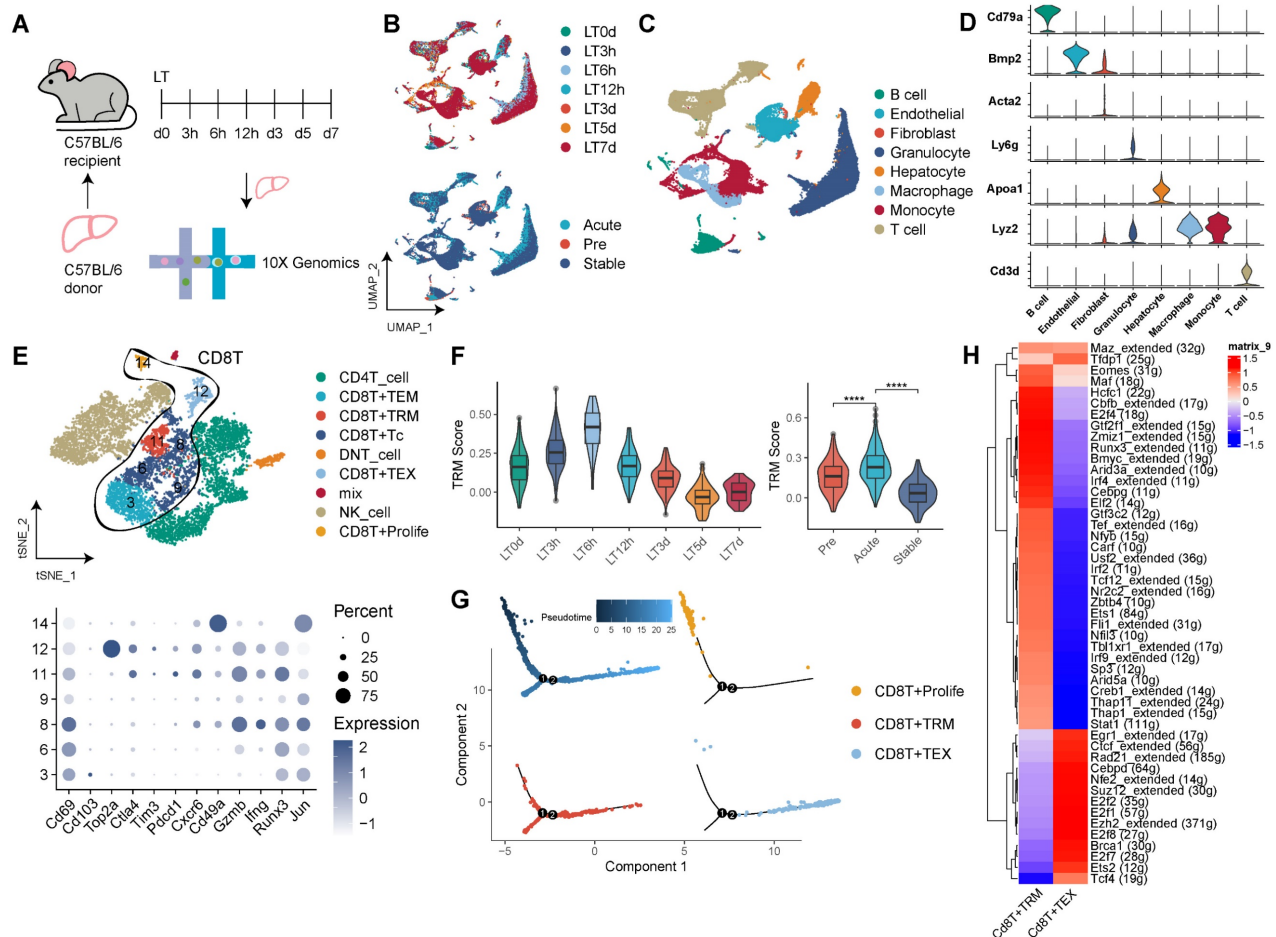 A
LT
d0 3h 6h 12h d3 d5 d7
C57BL/6
recipient
C57BL/6
donor
10X Genomics
B
LT0d
LT3h
LT6h
LT12h
LT3d
LT5d
LT7d
Acute
Pre
Stable
UMAP_2
UMAP_1
C
B cell
Endothelial
Fibroblast
Granulocyte
Hepatocyte
Macrophage
Monocyte
T cell
D
Cd79a
Bmp2
Acta2
Ly6g
Apoa1
Lyz2
Cd3d
B cell
Endothelial
Fibroblast
Granulocyte
Hepatocyte
Macrophage
Monocyte
T cell
E
CD8T
14
12
11
8
6
9
3
tSNE_2
tSNE_1
CD4T_cell
CD8T+TEM
CD8T+TRM
CD8T+Tc
DNT_cell
CD8T+TEX
mix
NK_cell
CD8T+Prolife
14
12
11
9
8
6
3
Cd69
Cd103
Top2a
Ctla4
Tim3
Pdcd1
Cxcr6
Cd49a
Gzmb
Ifng
Runx3
Jun
Percent
0
25
50
75
Expression
2
1
0
−1
F
TRM Score
0.50
0.25
0.00
LT0d
LT3h
LT6h
LT12h
LT3d
LT5d
LT7d
TRM Score
0.6
0.3
0.0
**** ****
Pre
Acute
Stable
G
Pseudotime
0 5 10 15 20 25
Component 2
10
5
0
1 2
1 2
1 2
1 2
−5 0 5 10
Component 1
CD8T+Prolife
CD8T+TRM
CD8T+TEX
H
Maz_extended (32g)
Tfdp1 (25g)
Eomes (31g)
Maf (18g)
Hcfc1 (22g)
Cbfb_extended (17g)
E2f4 (18g)
Gtf2f1_extended (15g)
Zmiz1_extended (15g)
Runx3_extended (11g)
Bmyc_extended (19g)
Arid3a_extended (10g)
Irf4_extended (11g)
Cebpg (11g)
Elf2 (14g)
Gtf3c2 (12g)
Tef_extended (16g)
Nfyb (15g)
Carf (10g)
Usf2_extended (36g)
Irf2 (11g)
Tcf12_extended (15g)
Nr2c2_extended (16g)
Zbtb4 (10g)
Ets1 (84g)
Fli1_extended (31g)
Nfil3 (10g)
Tbl1xr1_extended (17g)
Irf9_extended (12g)
Sp3 (12g)
Arid5a (10g)
Creb1_extended (14g)
Thap11_extended (24g)
Thap1_extended (15g)
Stat1 (111g)
Egr1_extended (17g)
Ctcf_extended (56g)
Rad21_extended (185g)
Cebpd (64g)
Nfe2_extended (14g)
Suz12_extended (30g)
E2f2 (35g)
E2f1 (57g)
Ezh2_extended (371g)
E2f8 (27g)
Brca1 (30g)
E2f7 (28g)
Ets2 (12g)
Tcf4 (19g)
Cd8T+TRM
Cd8T+TEX
matrix_9
1.5
1.0
0.5
0
−0.5
−1.0
−1.5